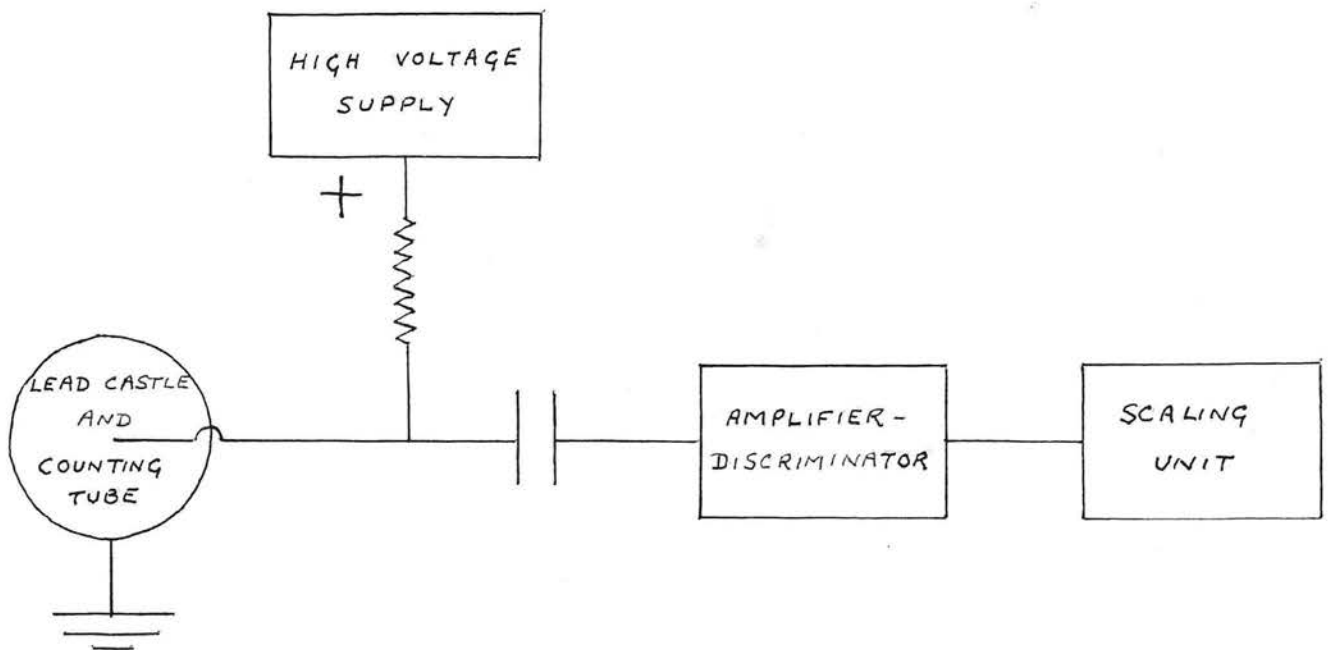 HIGH VOLTAGE
SUPPLY
+
LEAD CASTLE
AND
COUNTING
TUBE
AMPLIFIER-
DISCRIMINATOR
SCALING
UNIT